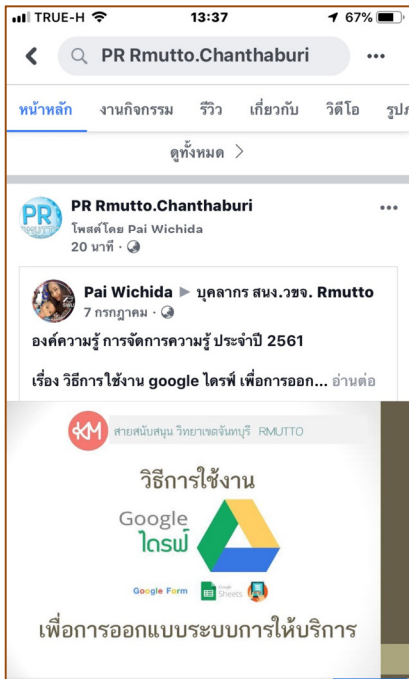 TRUE-H 13:37 67%
PR Rmutto.Chanthaburi
หน้าหลัก งานกิจกรรม รีวิว เกี่ยวกับ วิดีโอ รูปภ
ดูทั้งหมด >
PR
RMUTTO
PR Rmutto.Chanthaburi
โพสต์โดย Pai Wichida
20 นาที ·
Pai Wichida ▶ บุคลากร สนง.วขจ. Rmutto
7 กรกฎาคม ·
องค์ความรู้ การจัดการความรู้ ประจำปี 2561
เรื่อง วิธีการใช้งาน google ไดรฟ์ เพื่อการออก... อ่านต่อ
KM สายสนับสนุน วิทยาเขตจันทบุรี RMUTTO
วิธีการใช้งาน
Google
ไดรฟ์
Google Form Google Sheets
เพื่อการออกแบบระบบการให้บริการ